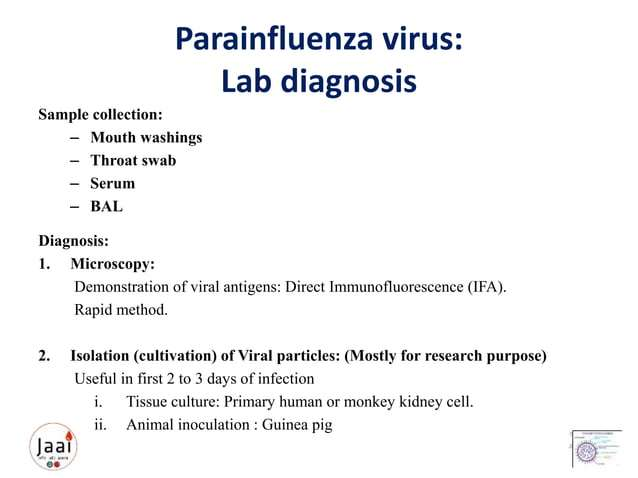 Parainfluenza virus:
Lab diagnosis
Sample collection:
– Mouth washings
– Throat swab
– Serum
– BAL
Diagnosis:
1. Microscopy:
Demonstration of viral antigens: Direct Immunofluorescence (IFA).
Rapid method.
2. Isolation (cultivation) of Viral particles: (Mostly for research purpose)
Useful in first 2 to 3 days of infection
i. Tissue culture: Primary human or monkey kidney cell.
ii. Animal inoculation : Guinea pig
Jaai